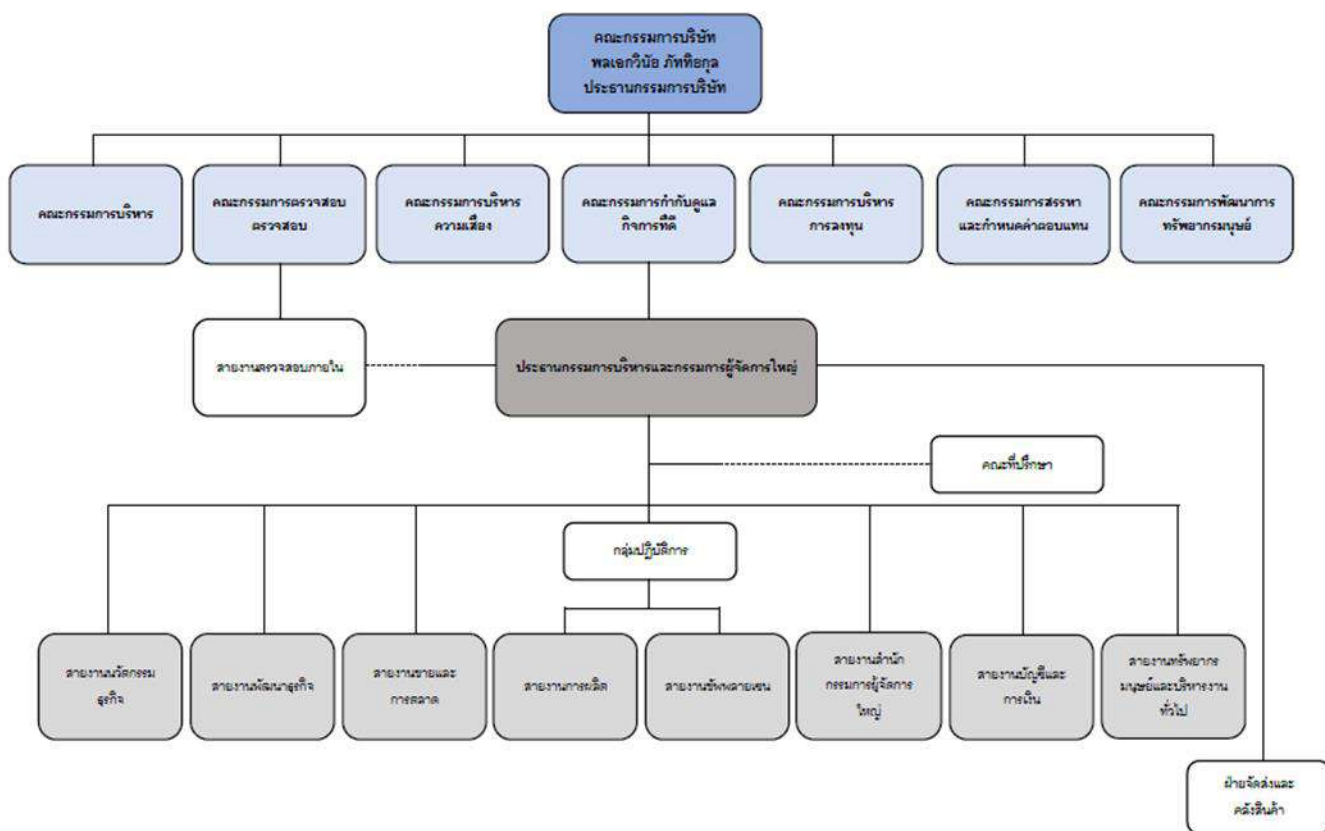 คณะกรรมการบริษัท
พลเอกวินัย ภัททิยกุล
ประธานกรรมการบริษัท
คณะกรรมการบริหาร
คณะกรรมการตรวจสอบ
ตรวจสอบ
คณะกรรมการบริหาร
ความเสี่ยง
คณะกรรมการกำกับดูแล
กิจการที่ดี
คณะกรรมการบริหาร
การลงทุน
คณะกรรมการสรรหา
และกำหนดค่าตอบแทน
คณะกรรมการพัฒนาการ
ทรัพยากรมนุษย์
สายงานตรวจสอบภายใน
ประธานกรรมการบริหารและกรรมการผู้จัดการใหญ่
คณะที่ปรึกษา
กลุ่มปฏิบัติการ
สายงานนวัตกรรม
ธุรกิจ
สายงานพัฒนาธุรกิจ
สายงานขายและ
การตลาด
สายงานการผลิต
สายงานซัพพลายเชน
สายงานสำนัก
กรรมการผู้จัดการ
ใหญ่
สายงานบัญชีและ
การเงิน
สายงานทรัพยากร
มนุษย์และบริหารงาน
ทั่วไป
ฝ่ายจัดส่งและ
คลังสินค้า